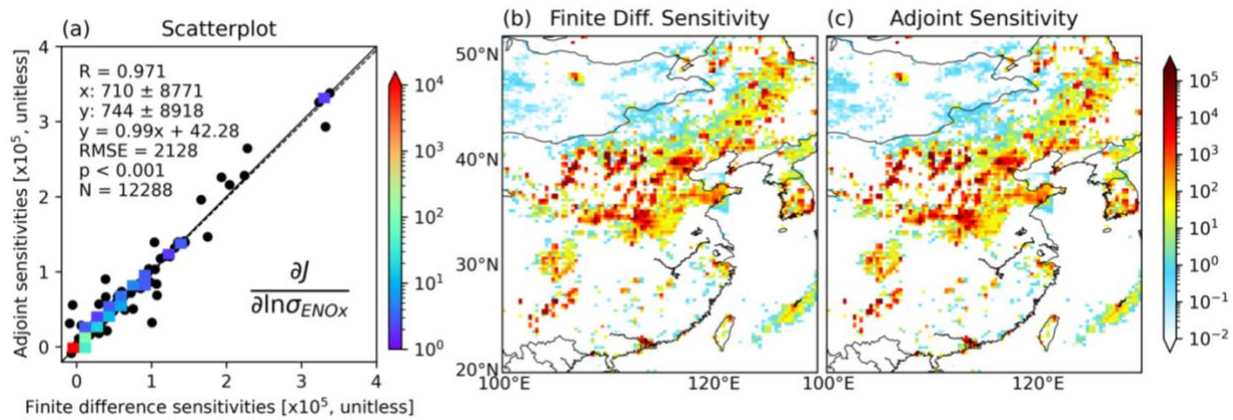 (a) Scatterplot
R = 0.971
x: 710 ± 8771
y: 744 ± 8918
y = 0.99x + 42.28
RMSE = 2128
p < 0.001
N = 12288
∂J
∂lnσENOx
Adjoint sensitivities [x10⁵, unitless]
4
3
2
1
0
0 1 2 3 4
Finite difference sensitivities [x10⁵, unitless]
10⁴
10³
10²
10¹
10⁰
(b) Finite Diff. Sensitivity
50°N
40°N
30°N
20°N
100°E 120°E
(c) Adjoint Sensitivity
100°E 120°E
10⁵
10⁴
10³
10²
10¹
10⁰
10⁻¹
10⁻²